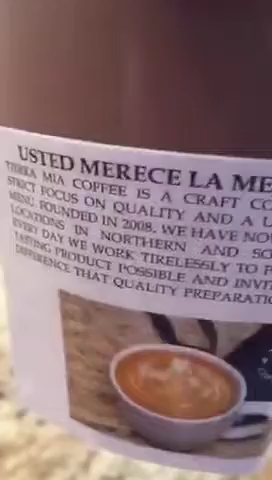 USTED MERECE LA ME
TIERRA MIA COFFEE IS A CRAFT CO
STRICT FOCUS ON QUALITY AND A U
MENU. FOUNDED IN 2008, WE HAVE NO
LOCATIONS IN NORTHERN AND SO
EVERY DAY WE WORK TIRELESSLY TO P
TASTING PRODUCT POSSIBLE AND INVI
DIFFERENCE THAT QUALITY PREPARATIO